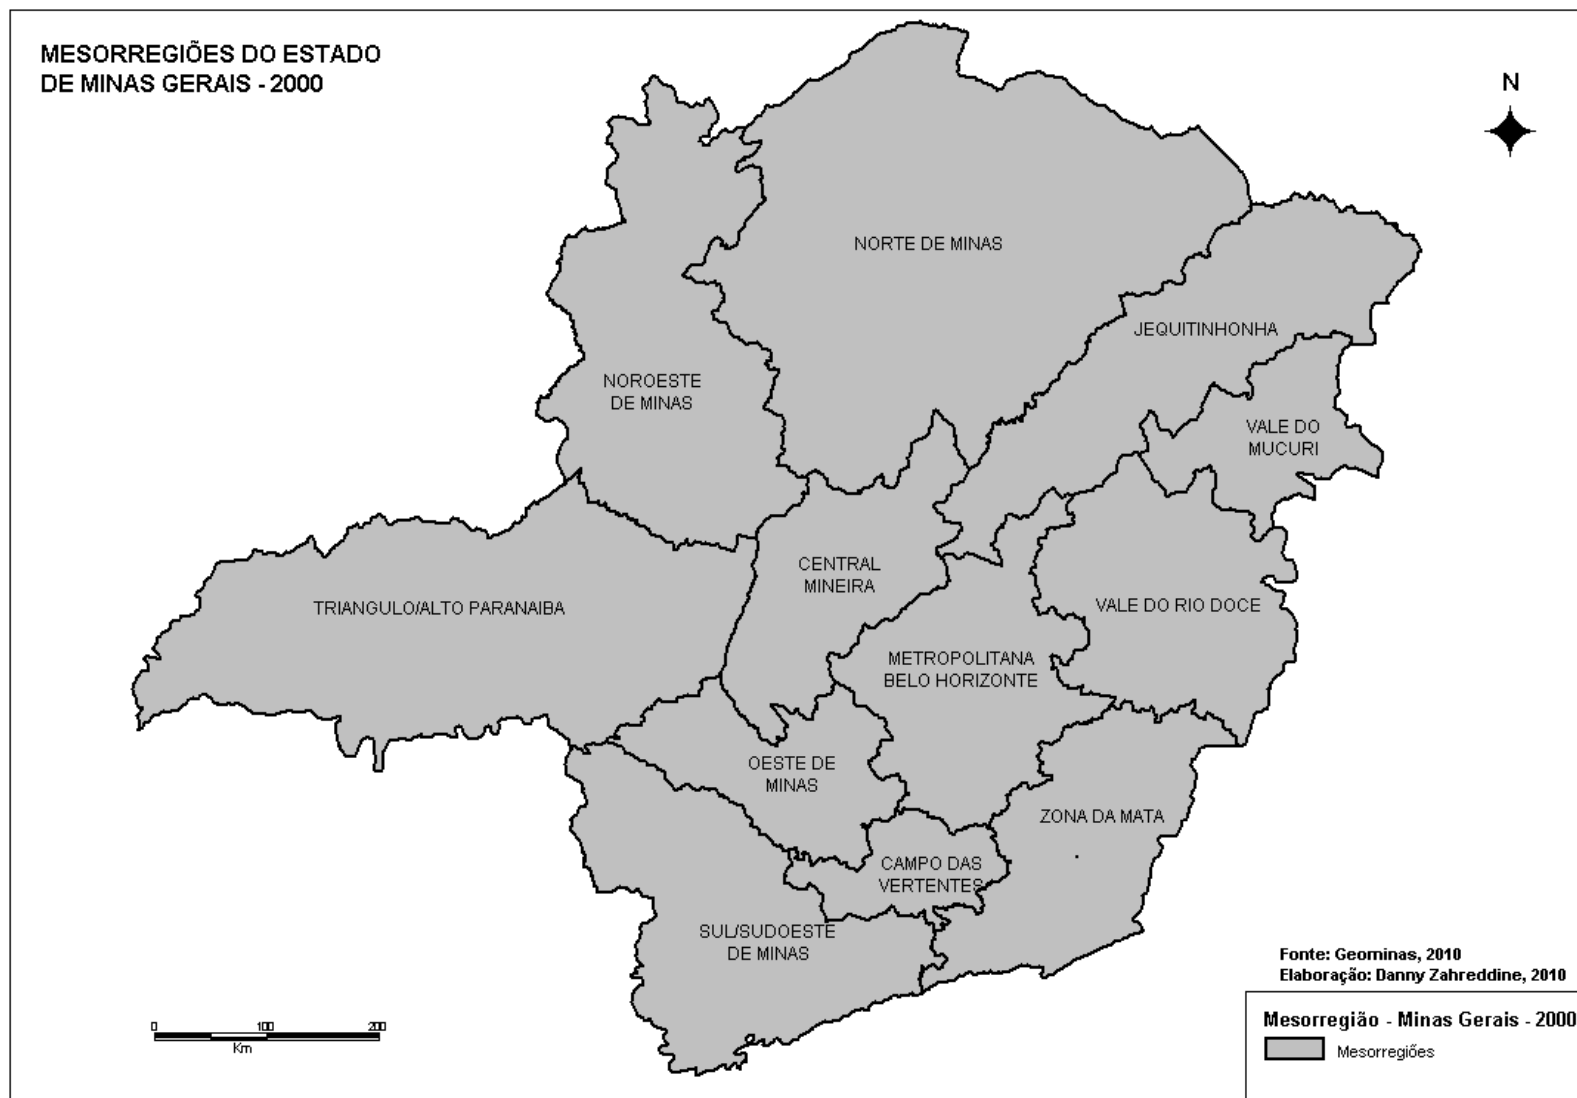 MESORREGIÕES DO ESTADO
DE MINAS GERAIS - 2000
N
NORTE DE MINAS
JEQUITINHONHA
NOROESTE
DE MINAS
VALE DO
MUCURI
CENTRAL
MINEIRA
TRIANGULO/ALTO PARANAIBA
VALE DO RIO DOCE
METROPOLITANA
BELO HORIZONTE
OESTE DE
MINAS
ZONA DA MATA
CAMPO DAS
VERTENTES
SUL/SUDOESTE
DE MINAS
Fonte: Geominas, 2010
Elaboração: Danny Zahreddine, 2010
0 100 200
Km
Mesorregião - Minas Gerais - 2000
Mesorregiões